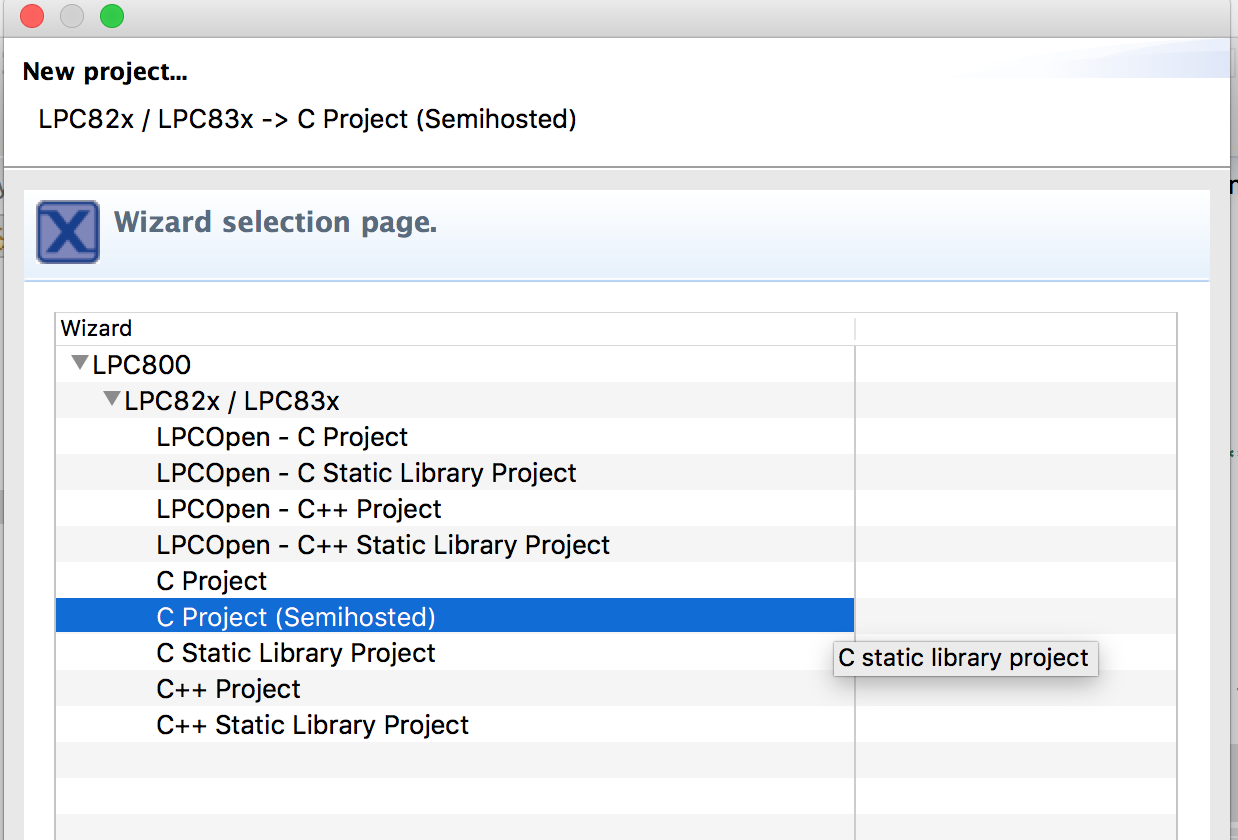 New project...
LPC82x / LPC83x -> C Project (Semihosted)
Wizard selection page.
Wizard
LPC800
LPC82x / LPC83x
LPCOpen - C Project
LPCOpen - C Static Library Project
LPCOpen - C++ Project
LPCOpen - C++ Static Library Project
C Project
C Project (Semihosted)
C Static Library Project
C static library project
C++ Project
C++ Static Library Project